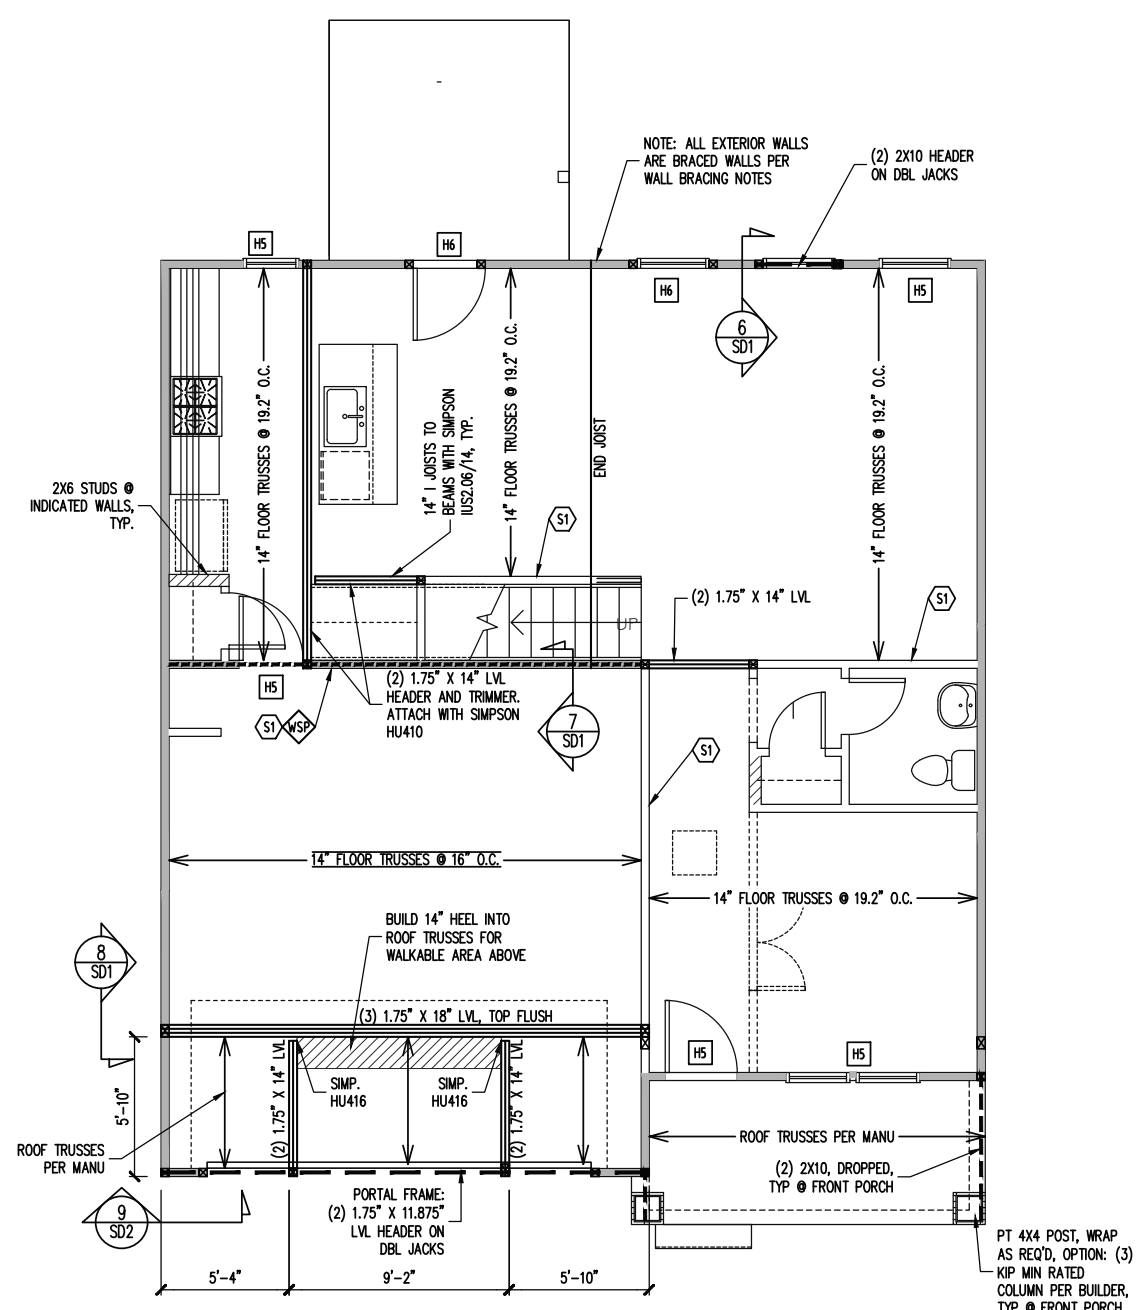 NOTE: ALL EXTERIOR WALLS
ARE BRACED WALLS PER
WALL BRACING NOTES
(2) 2X10 HEADER
ON DBL JACKS
H5
H6
H6
H5
6
SD1
14" FLOOR TRUSSES @ 19.2" O.C.
14" I JOISTS TO
BEAMS WITH SIMPSON
IUS2.06/14, TYP.
14" FLOOR TRUSSES @ 19.2" O.C.
END JOIST
14" FLOOR TRUSSES @ 19.2" O.C.
2X6 STUDS @
INDICATED WALLS,
TYP.
S1
(2) 1.75" X 14" LVL
S1
UP
H5
S1
WSP
(2) 1.75" X 14" LVL
HEADER AND TRIMMER.
ATTACH WITH SIMPSON
HU410
7
SD1
S1
14" FLOOR TRUSSES @ 16" O.C.
14" FLOOR TRUSSES @ 19.2" O.C.
BUILD 14" HEEL INTO
ROOF TRUSSES FOR
WALKABLE AREA ABOVE
8
SD1
(3) 1.75" X 18" LVL, TOP FLUSH
H5
H5
(2) 1.75" X 14" LVL
SIMP.
HU416
SIMP.
HU416
(2) 1.75" X 14" LVL
5'-10"
ROOF TRUSSES
PER MANU
ROOF TRUSSES PER MANU
(2) 2X10, DROPPED,
TYP @ FRONT PORCH
PORTAL FRAME:
(2) 1.75" X 11.875"
LVL HEADER ON
DBL JACKS
9
SD2
PT 4X4 POST, WRAP
AS REQ'D, OPTION: (3)
KIP MIN RATED
COLUMN PER BUILDER,
TYP @ FRONT PORCH
5'-4"
9'-2"
5'-10"